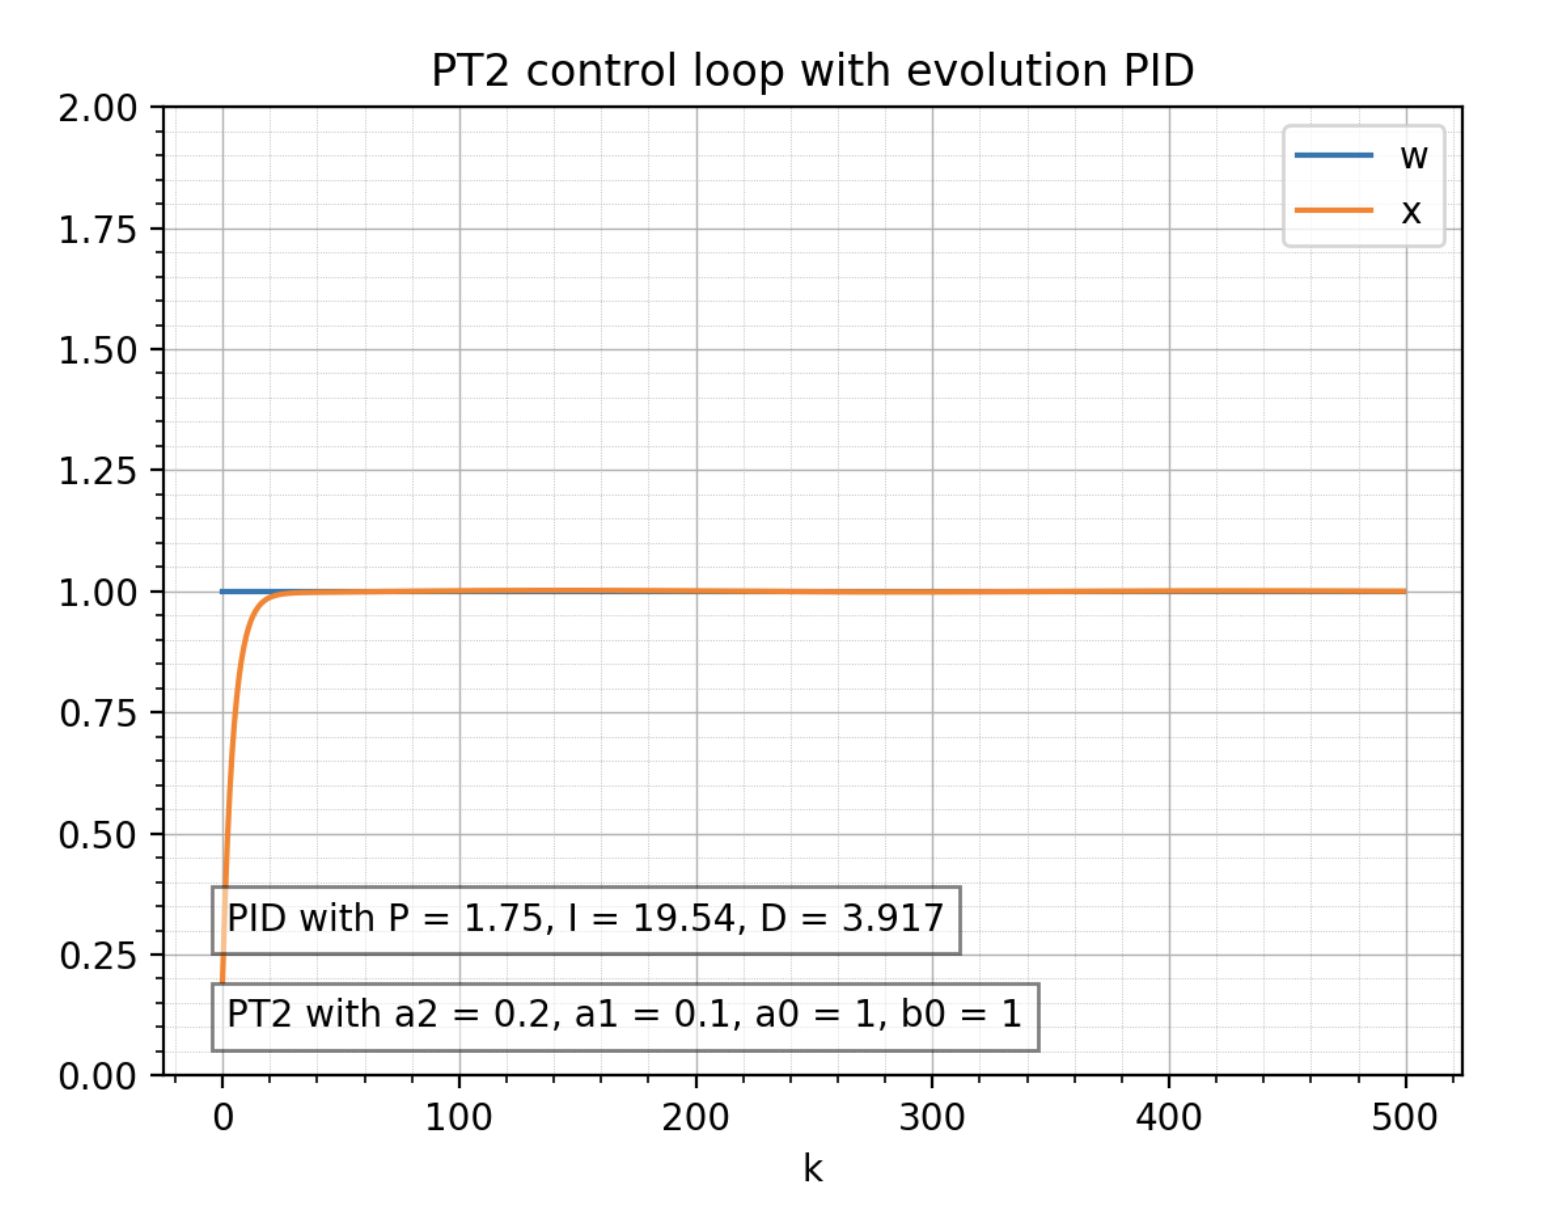 PT2 control loop with evolution PID
2.00
1.75
1.50
1.25
1.00
0.75
0.50
0.25
0.00
w
x
PID with P = 1.75, I = 19.54, D = 3.917
PT2 with a2 = 0.2, a1 = 0.1, a0 = 1, b0 = 1
0 100 200 300 400 500
k